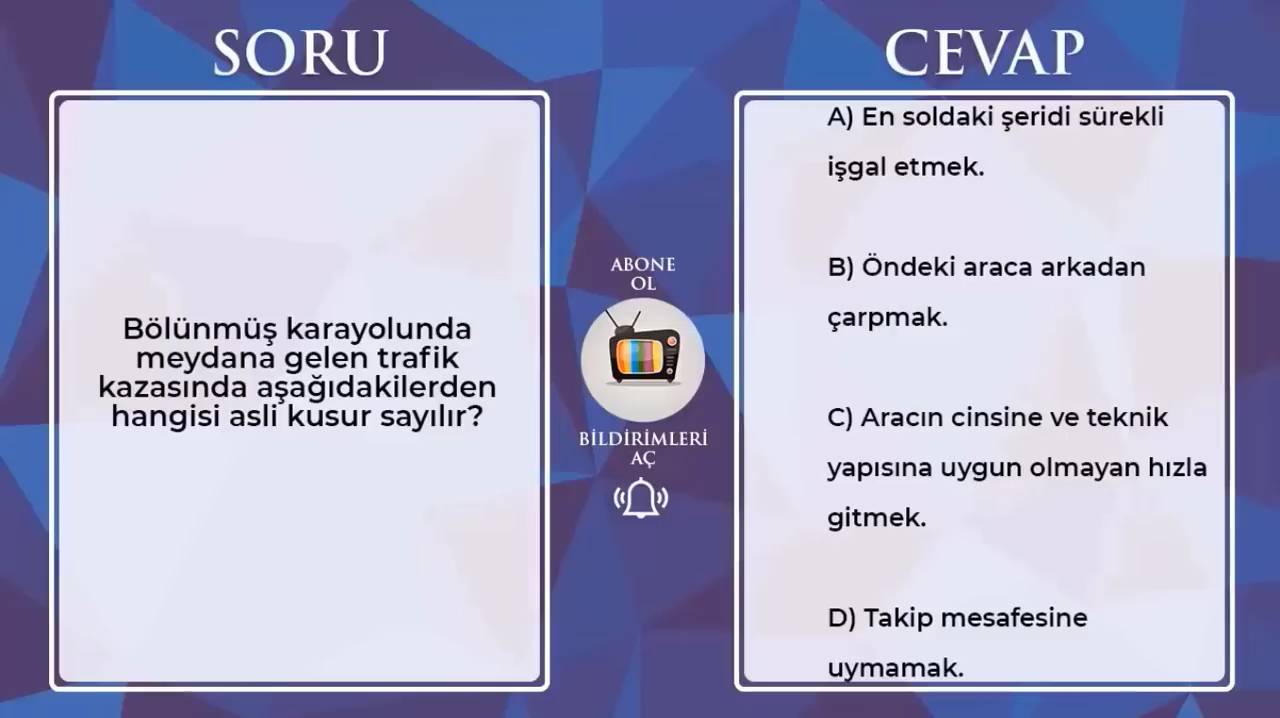 SORU
Bölünmüş karayolunda
meydana gelen trafik
kazasında aşağıdakilerden
hangisi asli kusur sayılır?
ABONE
OL
BİLDİRİMLERİ
AÇ
CEVAP
A) En soldaki şeridi sürekli
işgal etmek.
B) Öndeki araca arkadan
çarpmak.
C) Aracın cinsine ve teknik
yapısına uygun olmayan hızla
gitmek.
D) Takip mesafesine
uymamak.